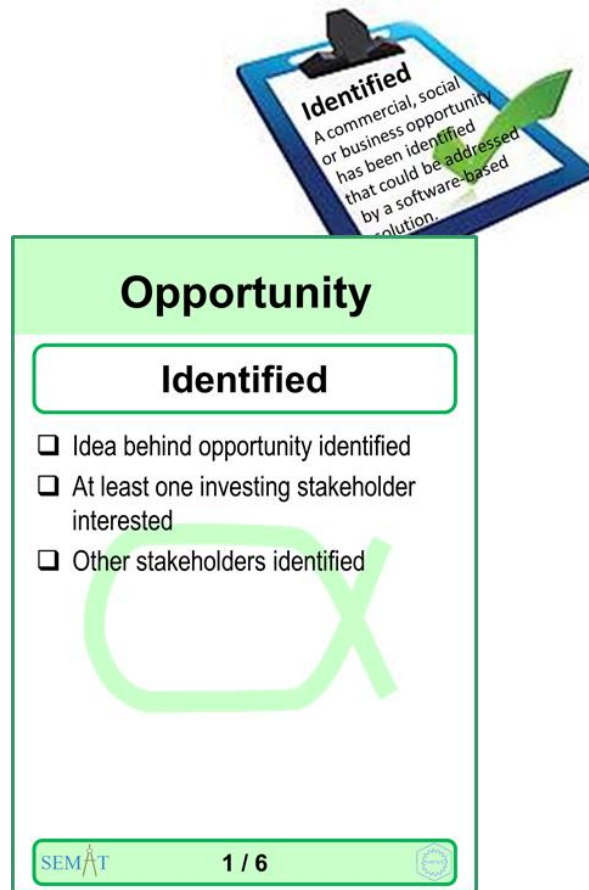 Identified
A commercial, social
or business opportunity
has been identified
that could be addressed
by a software-based
solution.
Opportunity
Identified
❑ Idea behind opportunity identified
❑ At least one investing stakeholder
interested
❑ Other stakeholders identified
SEMAT
1 / 6